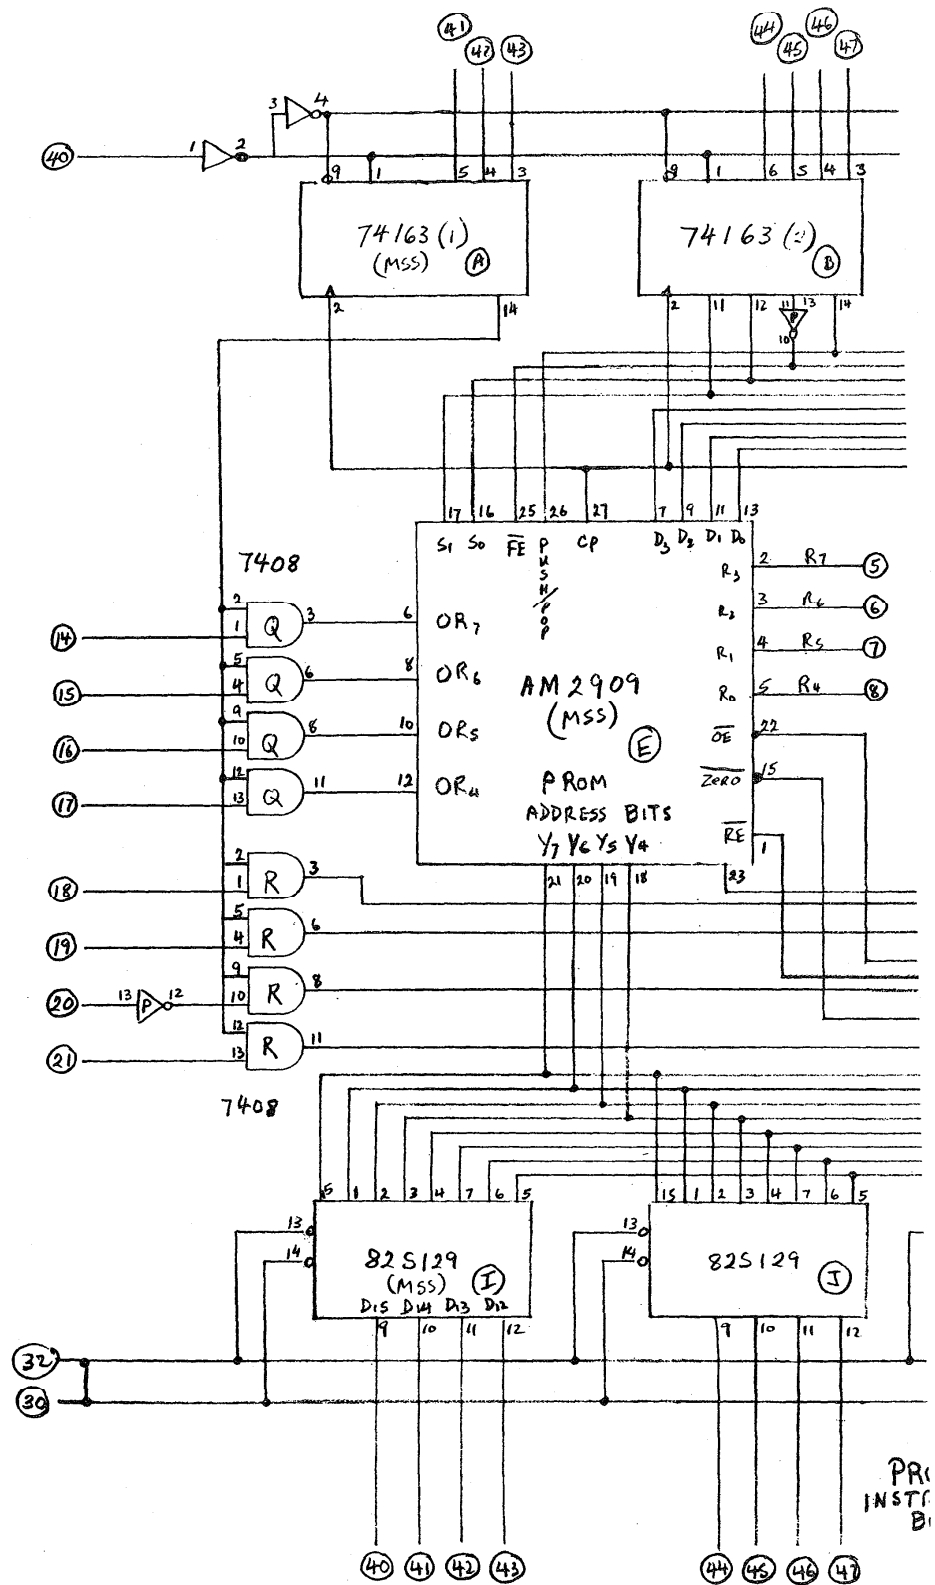 41 42 43 44 45 46 47
3 4
40 1 2
9 1 5 4 3
9 1 6 5 4 3
74163 (1)
(MSS) A
74163 (2)
B
2 14
2 11 12 11 13 14
P
10
17 16 25 26 27 7 9 11 13
S1 S0 FE PUSH/POP CP D3 D2 D1 D0
7408
R3 2 R7 5
R2 3 R6 6
R1 4 R5 7
R0 5 R4 8
14 2 1 Q 3 6 OR7
15 5 4 Q 6 8 OR6
16 9 10 Q 8 10 OR5
17 12 13 Q 11 12 OR4
AM2909
(MSS)
E
OE 22
ZERO 15
RE 1
PROM
ADDRESS BITS
Y7 Y6 Y5 Y4
21 20 19 18 23
18 2 1 R 3
19 5 4 R 6
20 13 P 12 9 10 R 8
21 12 13 R 11
7408
15 1 2 3 4 7 6 5
15 1 2 3 4 7 6 5
13
14
82S129
(MSS) I
D15 D14 D13 D12
9 10 11 12
13
14
82S129 J
9 10 11 12
32
30
PR
INST
B
40 41 42 43 44 45 46 47